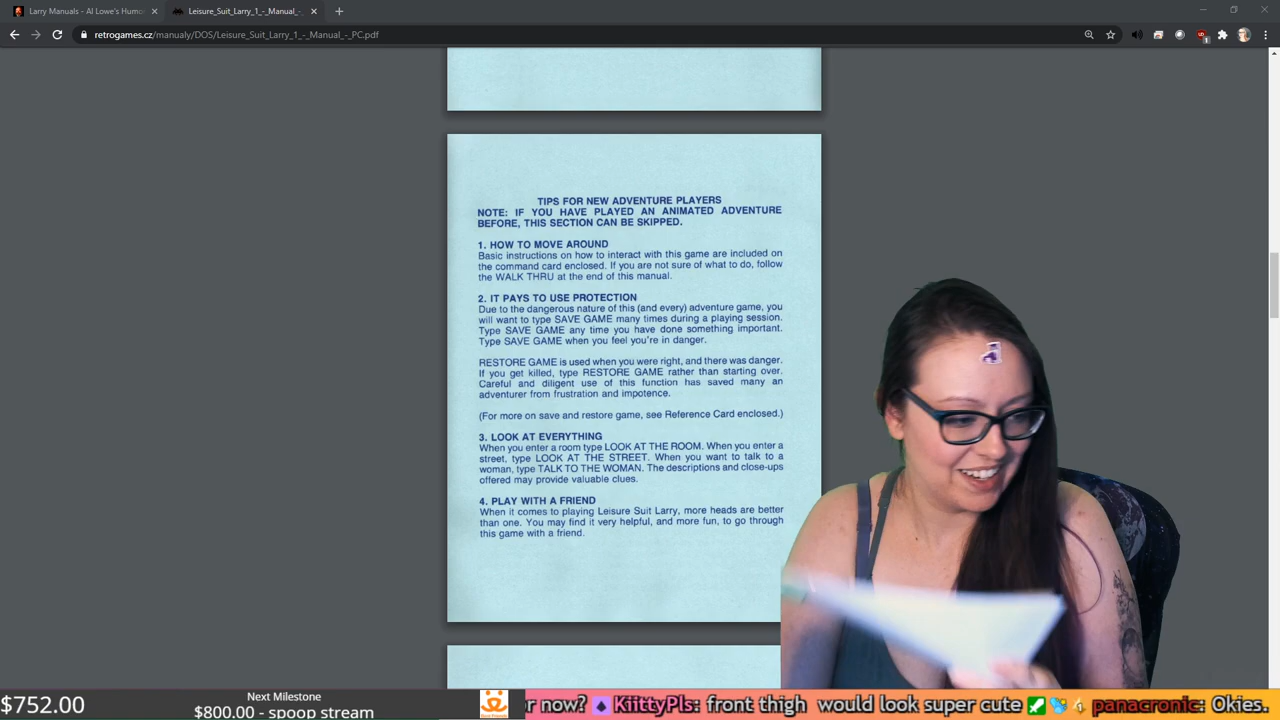 Larry Manuals - Al Lowe's Humo
Leisure_Suit_Larry_1_-_Manual_-_
retrogames.cz/manualy/DOS/Leisure_Suit_Larry_1_-_Manual_-_PC.pdf
TIPS FOR NEW ADVENTURE PLAYERS
NOTE: IF YOU HAVE PLAYED AN ANIMATED ADVENTURE
BEFORE, THIS SECTION CAN BE SKIPPED.
1. HOW TO MOVE AROUND
Basic instructions on how to interact with this game are included on
the command card enclosed. If you are not sure of what to do, follow
the WALK THRU at the end of this manual.
2. IT PAYS TO USE PROTECTION
Due to the dangerous nature of this (and every) adventure game, you
will want to type SAVE GAME many times during a playing session.
Type SAVE GAME any time you have done something important.
Type SAVE GAME when you feel you're in danger.
RESTORE GAME is used when you were right, and there was danger.
If you get killed, type RESTORE GAME rather than starting over.
Careful and diligent use of this function has saved many an
adventurer from frustration and impotence.
(For more on save and restore game, see Reference Card enclosed.)
3. LOOK AT EVERYTHING
When you enter a room type LOOK AT THE ROOM. When you enter a
street, type LOOK AT THE STREET. When you want to talk to a
woman, type TALK TO THE WOMAN. The descriptions and close-ups
offered may provide valuable clues.
4. PLAY WITH A FRIEND
When it comes to playing Leisure Suit Larry, more heads are better
than one. You may find it very helpful, and more fun, to go through
this game with a friend.
$752.00
Next Milestone
$800.00 - spoop stream
r now? KiittyPls: front thigh would look super cute panacronic: Okies.